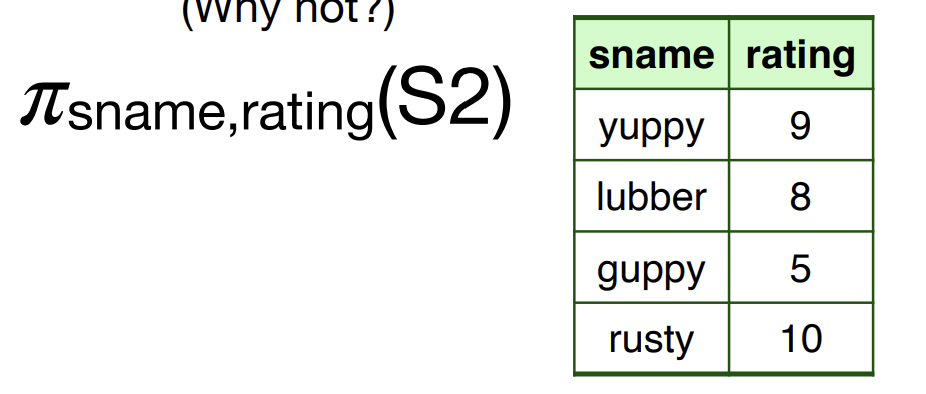 (Why not?)
πsname,rating(S2)
sname rating
yuppy 9
lubber 8
guppy 5
rusty 10